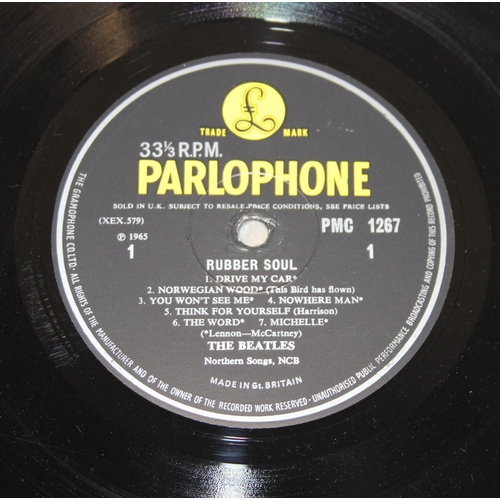 £
TRADE MARK
33⅓ R.P.M.
PARLOPHONE
SOLD IN U.K. SUBJECT TO RESALE PRICE CONDITIONS, SEE PRICE LISTS
(XEX.579)
PMC 1267
℗ 1965
1
1
RUBBER SOUL
1. DRIVE MY CAR*
2. NORWEGIAN WOOD* (This Bird has flown)
3. YOU WON'T SEE ME* 4. NOWHERE MAN*
5. THINK FOR YOURSELF (Harrison)
6. THE WORD* 7. MICHELLE*
(*Lennon—McCartney)
THE BEATLES
Northern Songs, NCB
MADE IN Gt. BRITAIN
THE GRAMOPHONE CO. LTD. ALL RIGHTS OF THE MANUFACTURER AND OF THE OWNER OF THE RECORDED WORK RESERVED. UNAUTHORISED PUBLIC PERFORMANCE BROADCASTING AND COPYING OF THIS RECORD PROHIBITED